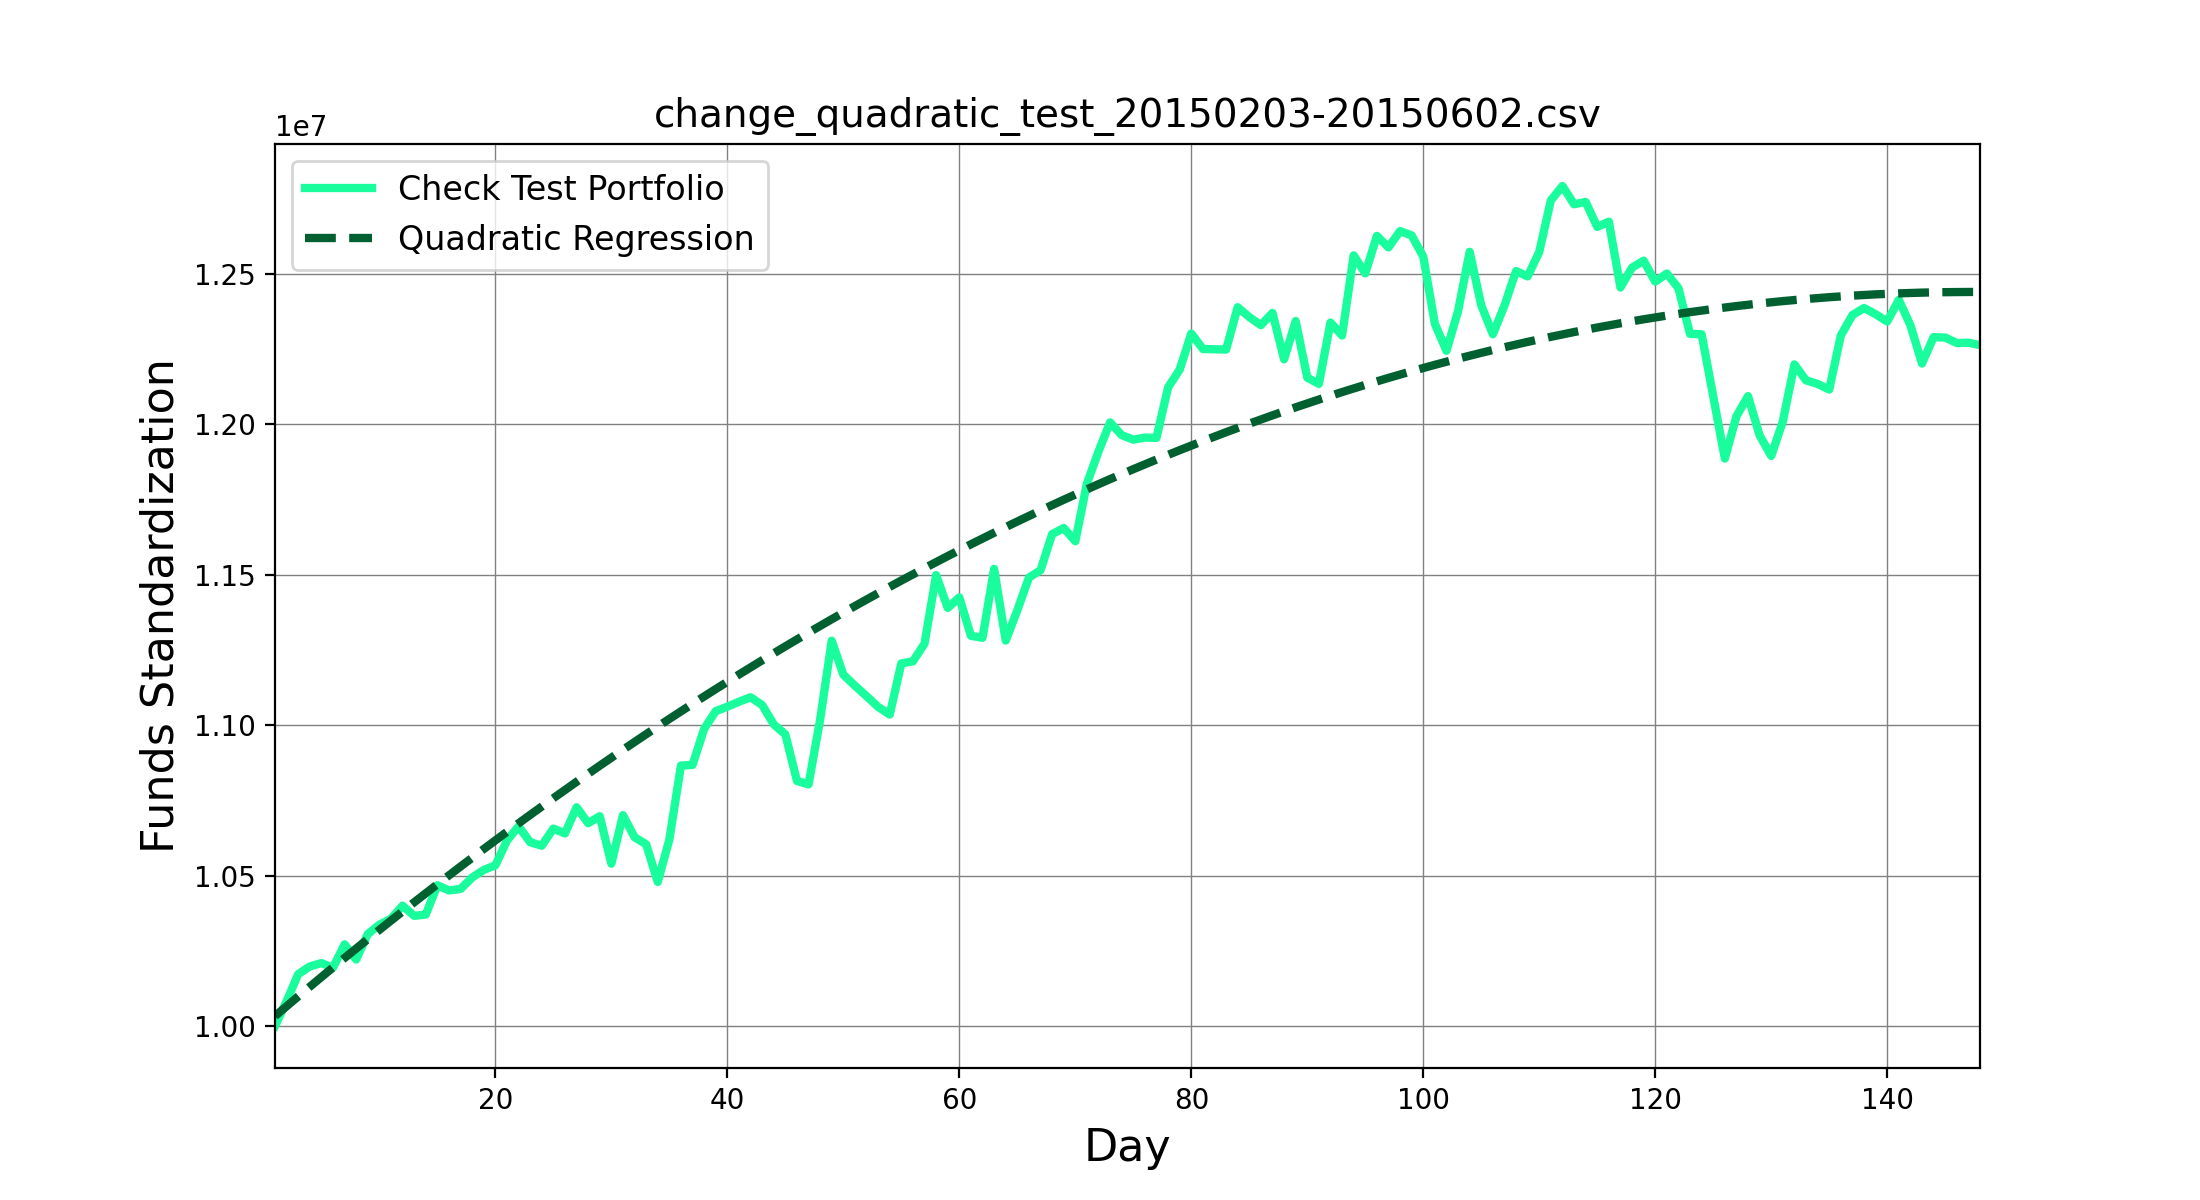 change_quadratic_test_20150203-20150602.csv
1e7
Check Test Portfolio
Quadratic Regression
1.25
1.20
1.15
1.10
1.05
1.00
Funds Standardization
20 40 60 80 100 120 140
Day